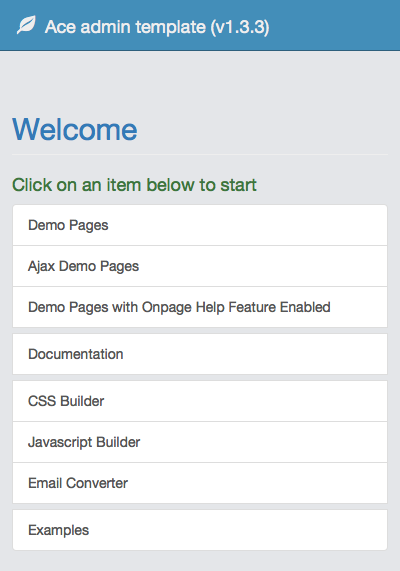 Ace admin template (v1.3.3)
Welcome
Click on an item below to start
Demo Pages
Ajax Demo Pages
Demo Pages with Onpage Help Feature Enabled
Documentation
CSS Builder
Javascript Builder
Email Converter
Examples